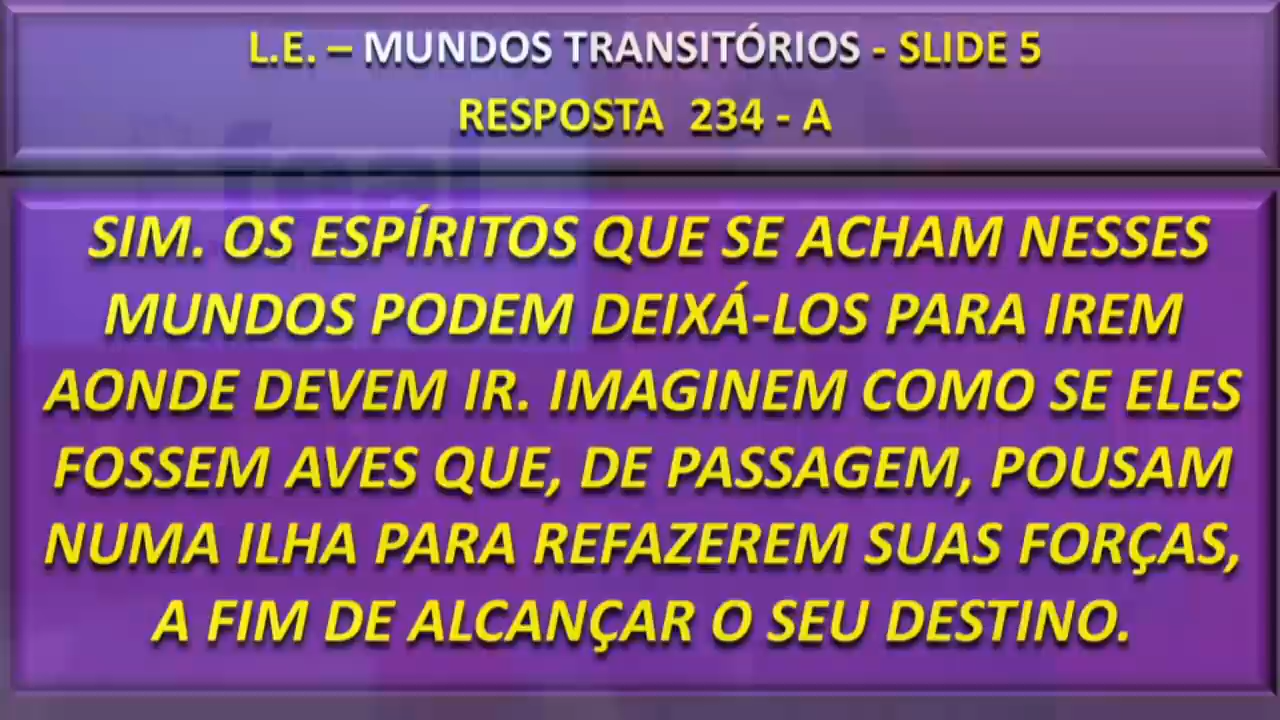 L.E. – MUNDOS TRANSITÓRIOS - SLIDE 5
RESPOSTA 234 - A
SIM. OS ESPÍRITOS QUE SE ACHAM NESSES
MUNDOS PODEM DEIXÁ-LOS PARA IREM
AONDE DEVEM IR. IMAGINEM COMO SE ELES
FOSSEM AVES QUE, DE PASSAGEM, POUSAM
NUMA ILHA PARA REFAZEREM SUAS FORÇAS,
A FIM DE ALCANÇAR O SEU DESTINO.